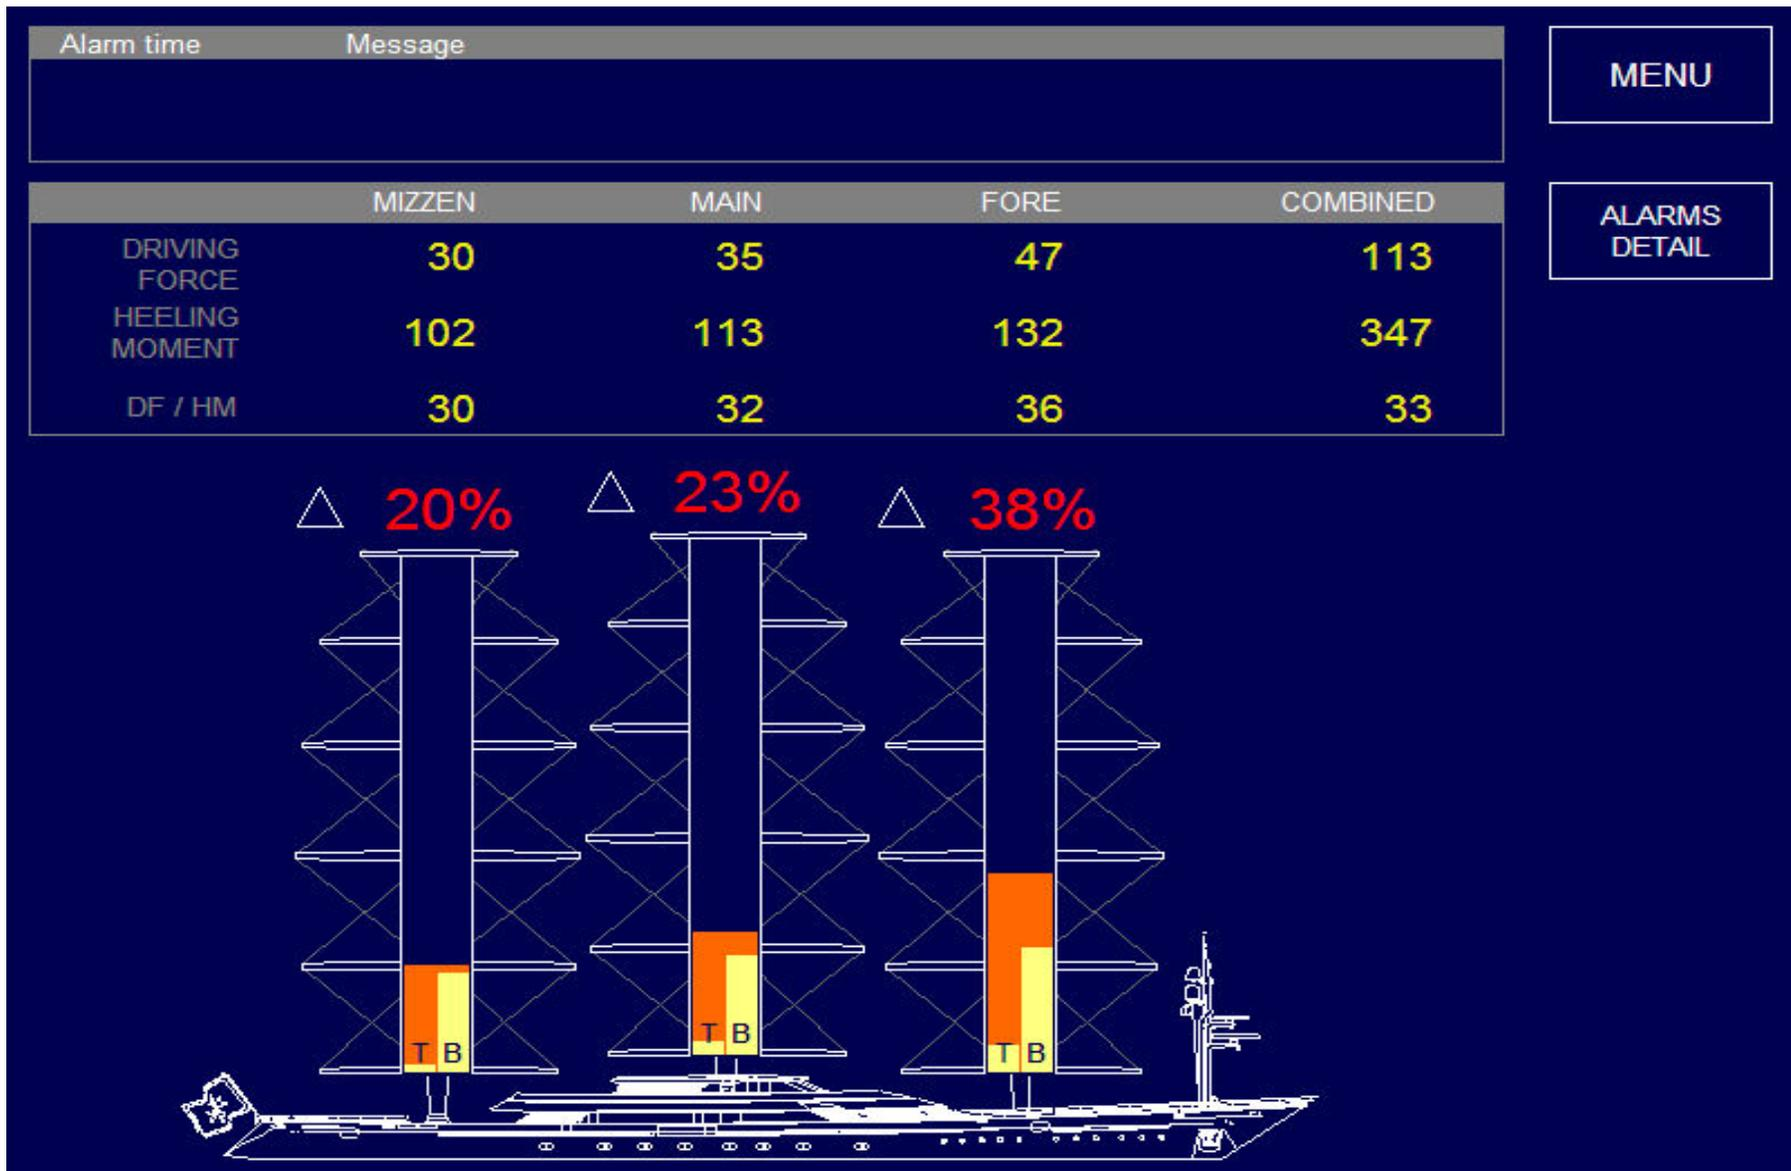 Alarm time Message
MENU
MIZZEN MAIN FORE COMBINED
ALARMS
DETAIL
DRIVING
FORCE 30 35 47 113
HEELING
MOMENT 102 113 132 347
DF / HM 30 32 36 33
20% 23% 38%
T B T B T B